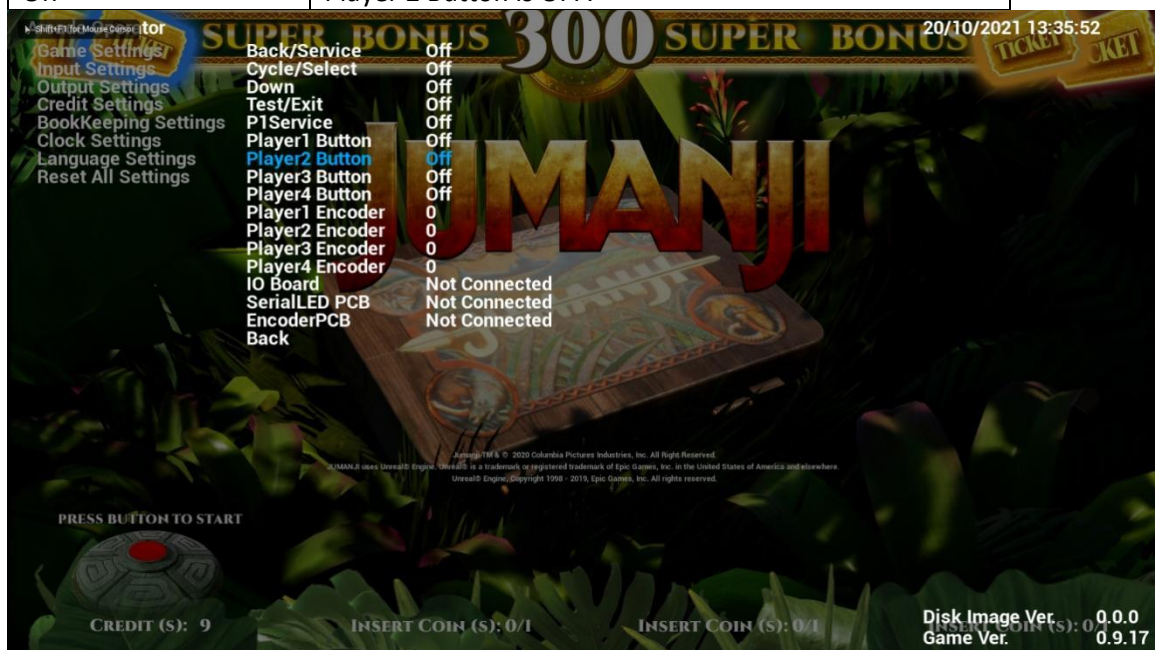 SUPER BONUS 300 SUPER BONUS
TICKET
CKET
Shift+F1 for Mouse Cursor
tor
20/10/2021 13:35:52
Game Settings
Input Settings
Output Settings
Credit Settings
BookKeeping Settings
Clock Settings
Language Settings
Reset All Settings
Back/Service Off
Cycle/Select Off
Down Off
Test/Exit Off
P1Service Off
Player1 Button Off
Player2 Button Off
Player3 Button Off
Player4 Button Off
Player1 Encoder 0
Player2 Encoder 0
Player3 Encoder 0
Player4 Encoder 0
IO Board Not Connected
SerialLED PCB Not Connected
EncoderPCB Not Connected
Back
JUMANJI
JUMANJI
Jumanji TM & © 2020 Columbia Pictures Industries, Inc. All Right Reserved.
JUMANJI uses Unreal® Engine. Unreal® is a trademark or registered trademark of Epic Games, Inc. in the United States of America and elsewhere.
Unreal® Engine, Copyright 1998 - 2019, Epic Games, Inc. All rights reserved.
PRESS BUTTON TO START
CREDIT (S): 9
INSERT COIN (S): 0/1
INSERT COIN (S): 0/1
INSERT COIN (S): 0/1
Disk Image Ver. 0.0.0
Game Ver. 0.9.17